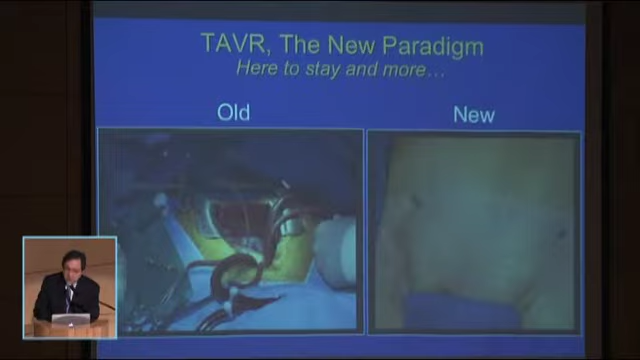 TAVR, The New Paradigm
Here to stay and more...
Old
New